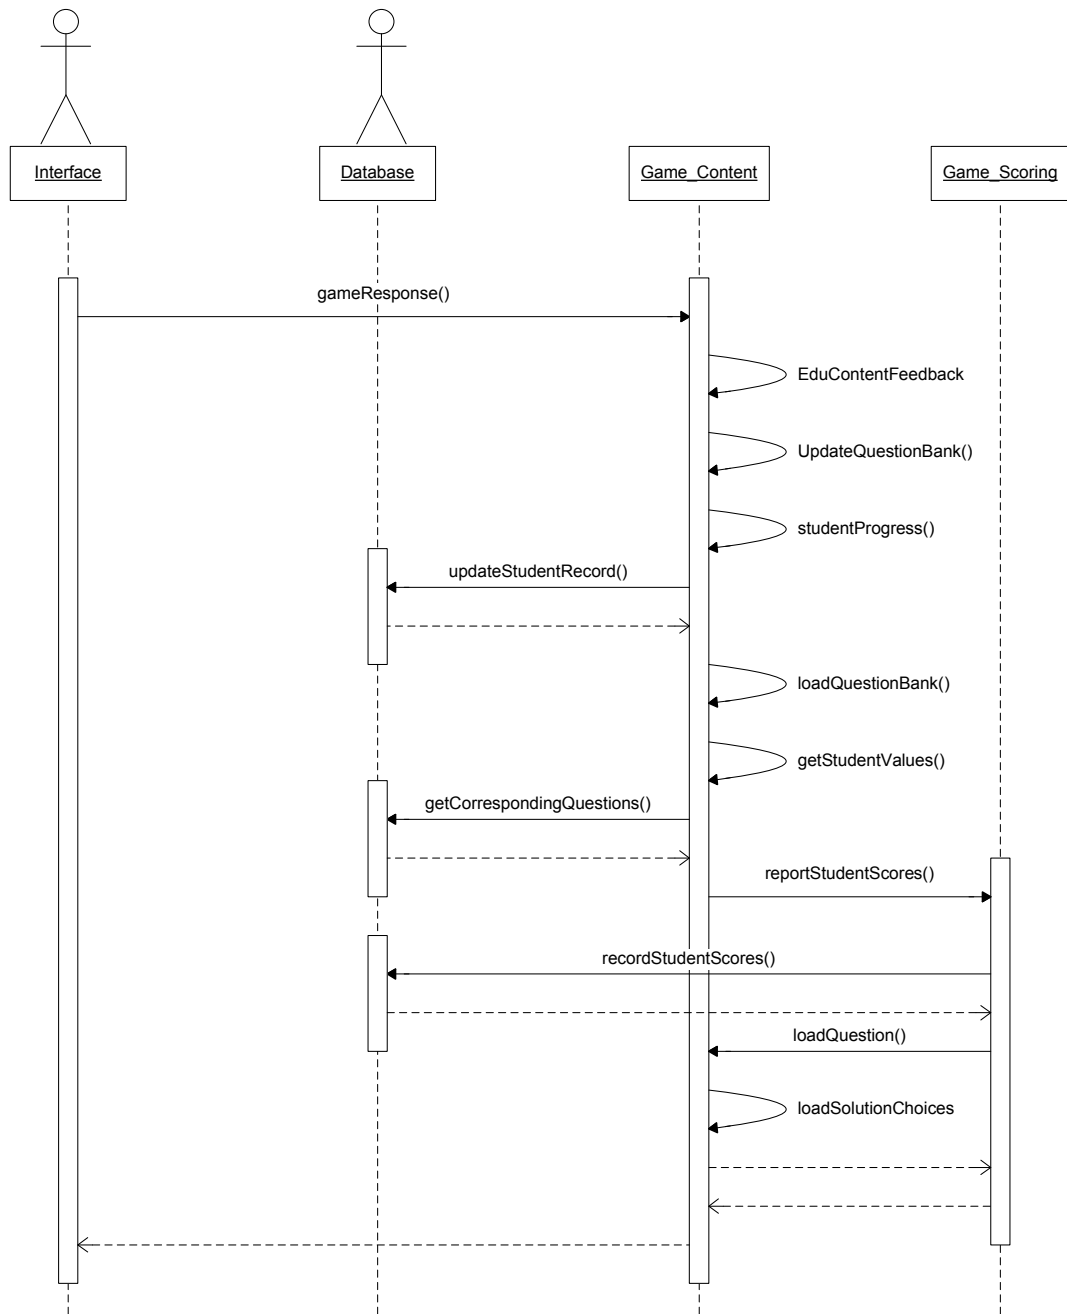 Interface
Database
Game_Content
Game_Scoring
gameResponse()
EduContentFeedback
UpdateQuestionBank()
studentProgress()
updateStudentRecord()
loadQuestionBank()
getStudentValues()
getCorrespondingQuestions()
reportStudentScores()
recordStudentScores()
loadQuestion()
loadSolutionChoices